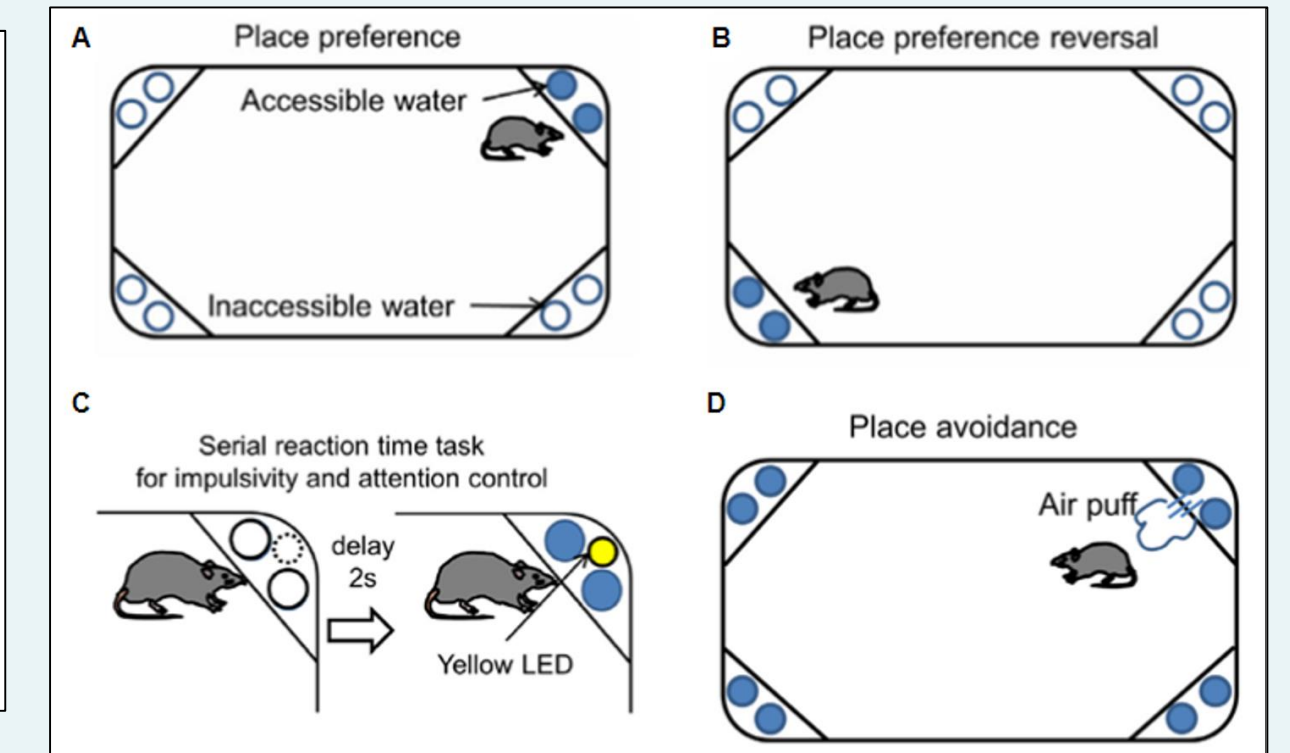 A
Place preference
Accessible water
Inaccessible water
B
Place preference reversal
C
Serial reaction time task
for impulsivity and attention control
delay
2s
Yellow LED
D
Place avoidance
Air puff